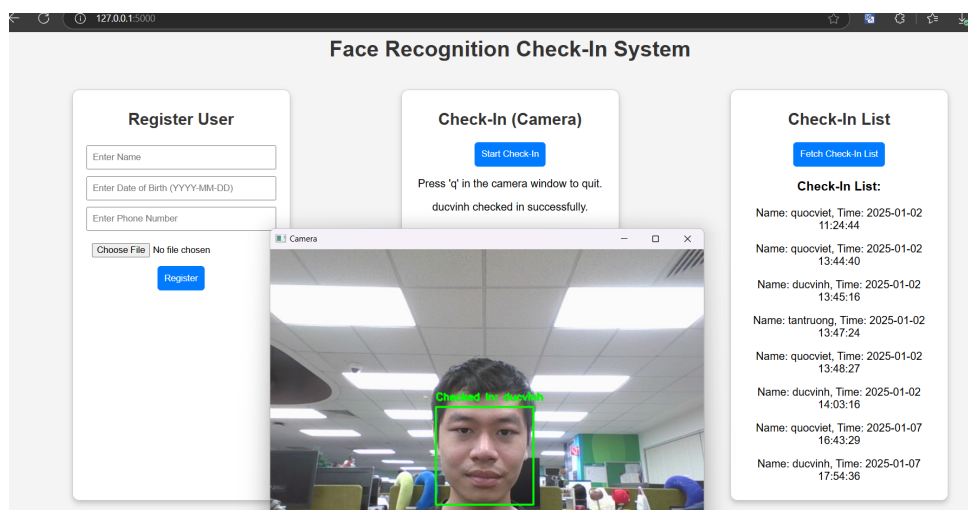 127.0.0.1:5000
Face Recognition Check-In System
Register User
Enter Name
Enter Date of Birth (YYYY-MM-DD)
Enter Phone Number
Choose File No file chosen
Register
Check-In (Camera)
Start Check-In
Press 'q' in the camera window to quit.
ducvinh checked in successfully.
Camera
Checked In: ducvinh
Check-In List
Fetch Check-In List
Check-In List:
Name: quocviet, Time: 2025-01-02
11:24:44
Name: quocviet, Time: 2025-01-02
13:44:40
Name: ducvinh, Time: 2025-01-02
13:45:16
Name: tantruong, Time: 2025-01-02
13:47:24
Name: quocviet, Time: 2025-01-02
13:48:27
Name: ducvinh, Time: 2025-01-02
14:03:16
Name: quocviet, Time: 2025-01-07
16:43:29
Name: ducvinh, Time: 2025-01-07
17:54:36